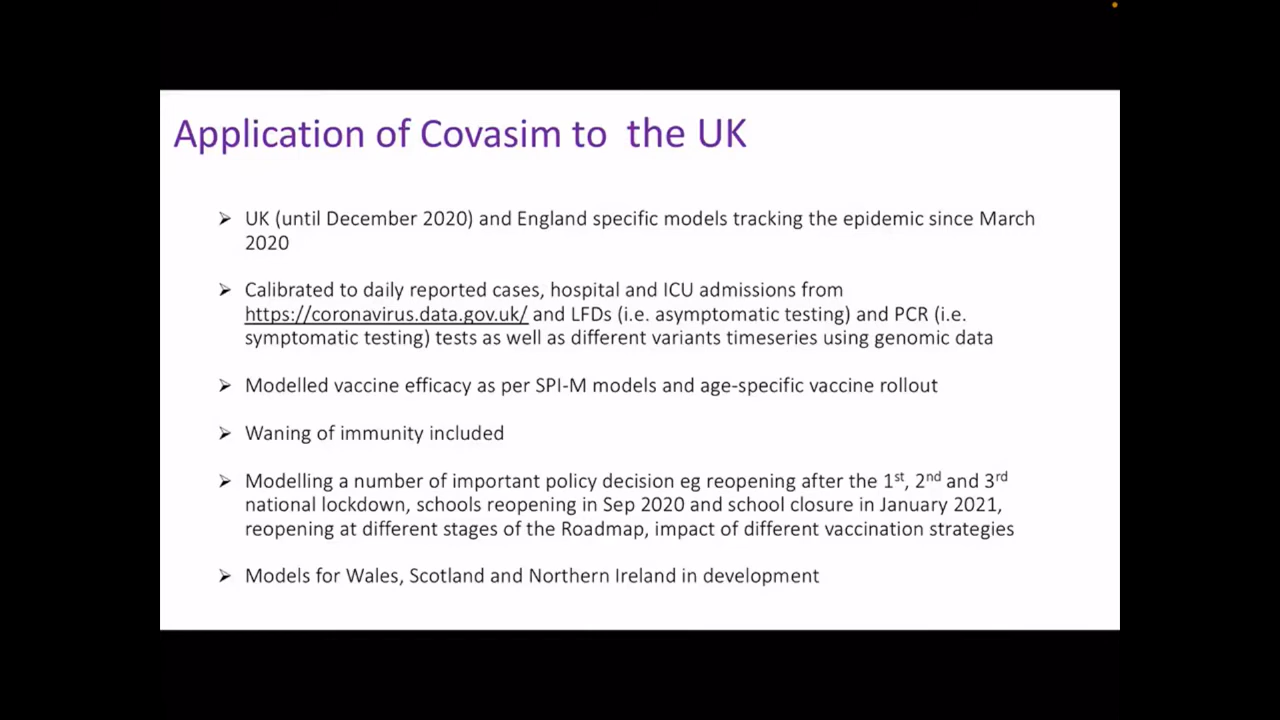 Application of Covasim to  the UK
➢ UK (until December 2020) and England specific models tracking the epidemic since March
2020
➢ Calibrated to daily reported cases, hospital and ICU admissions from
https://coronavirus.data.gov.uk/ and LFDs (i.e. asymptomatic testing) and PCR (i.e.
symptomatic testing) tests as well as different variants timeseries using genomic data
➢ Modelled vaccine efficacy as per SPI-M models and age-specific vaccine rollout
➢ Waning of immunity included
➢ Modelling a number of important policy decision eg reopening after the 1st, 2nd and 3rd
national lockdown, schools reopening in Sep 2020 and school closure in January 2021,
reopening at different stages of the Roadmap, impact of different vaccination strategies
➢ Models for Wales, Scotland and Northern Ireland in development